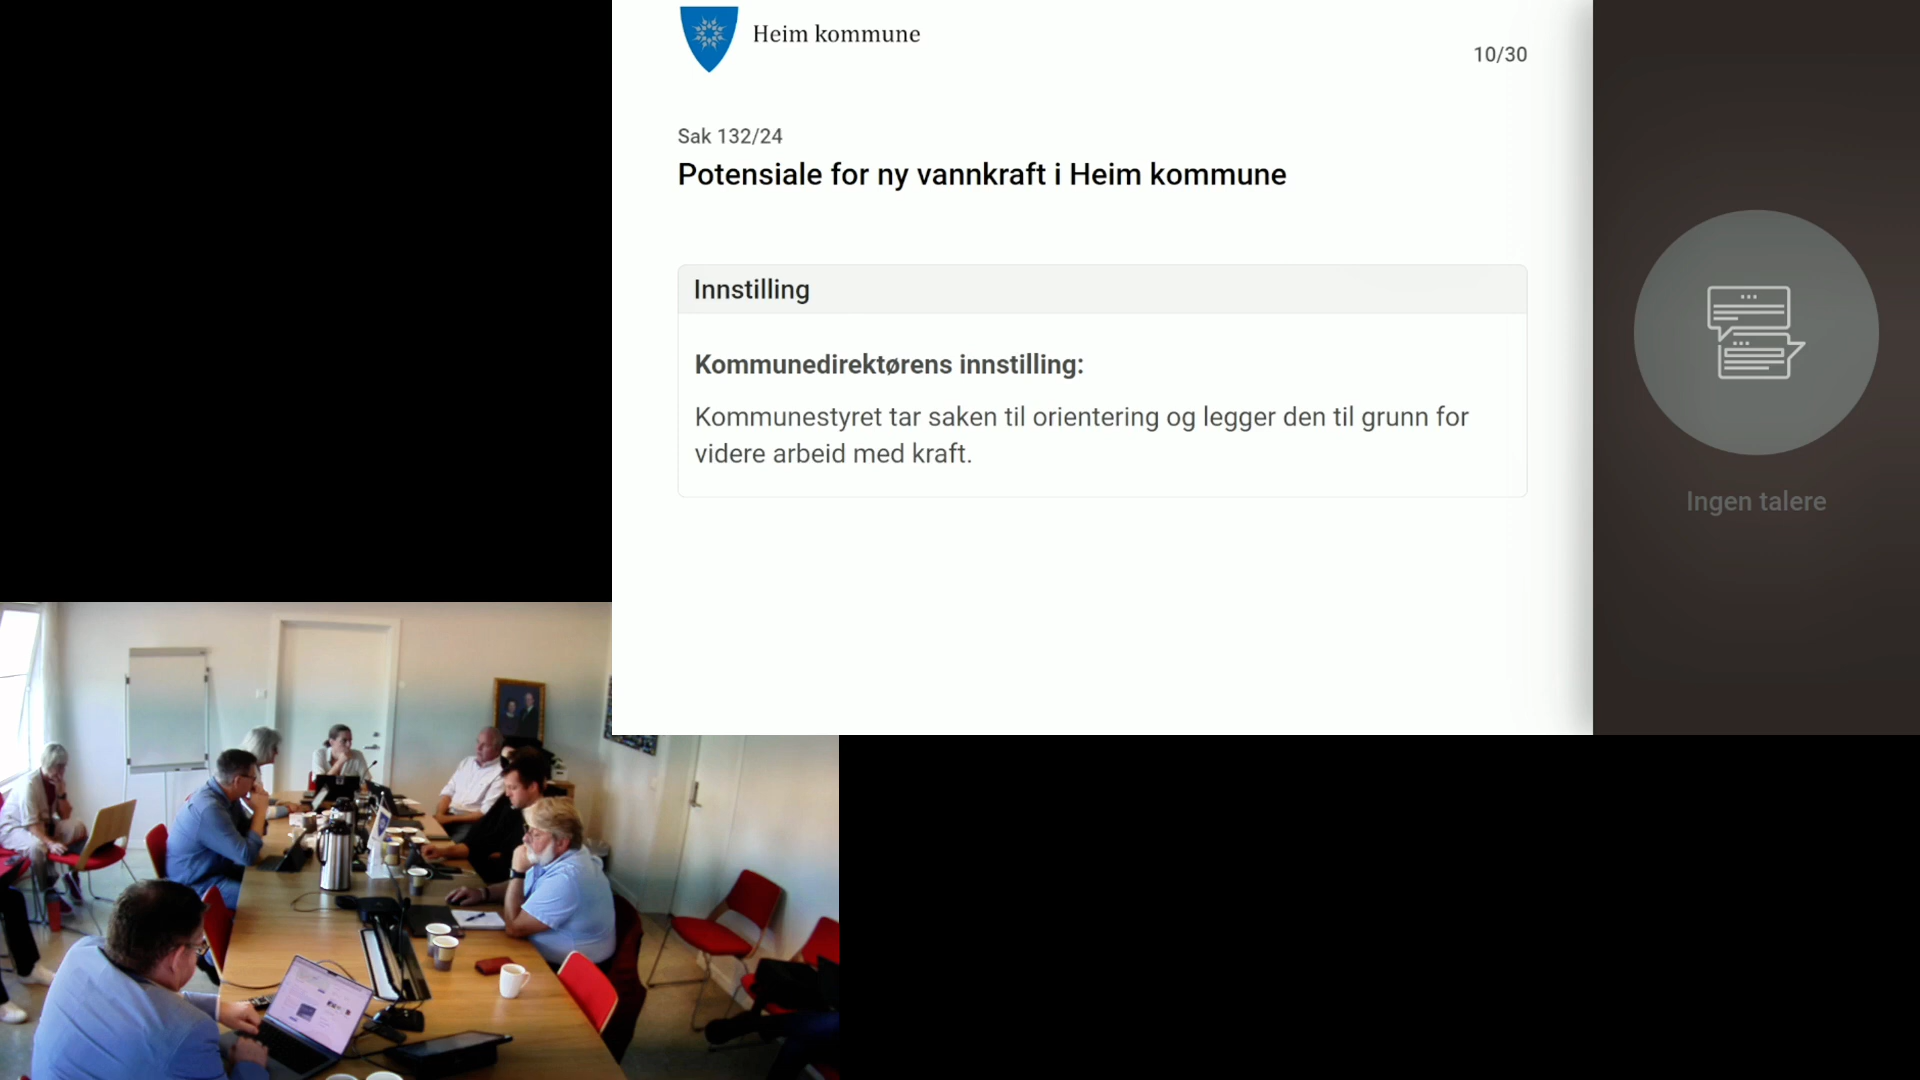 Heim kommune
10/30
Sak 132/24
Potensiale for ny vannkraft i Heim kommune
Innstilling
Kommunedirektørens innstilling:
Kommunestyret tar saken til orientering og legger den til grunn for
videre arbeid med kraft.
Ingen talere